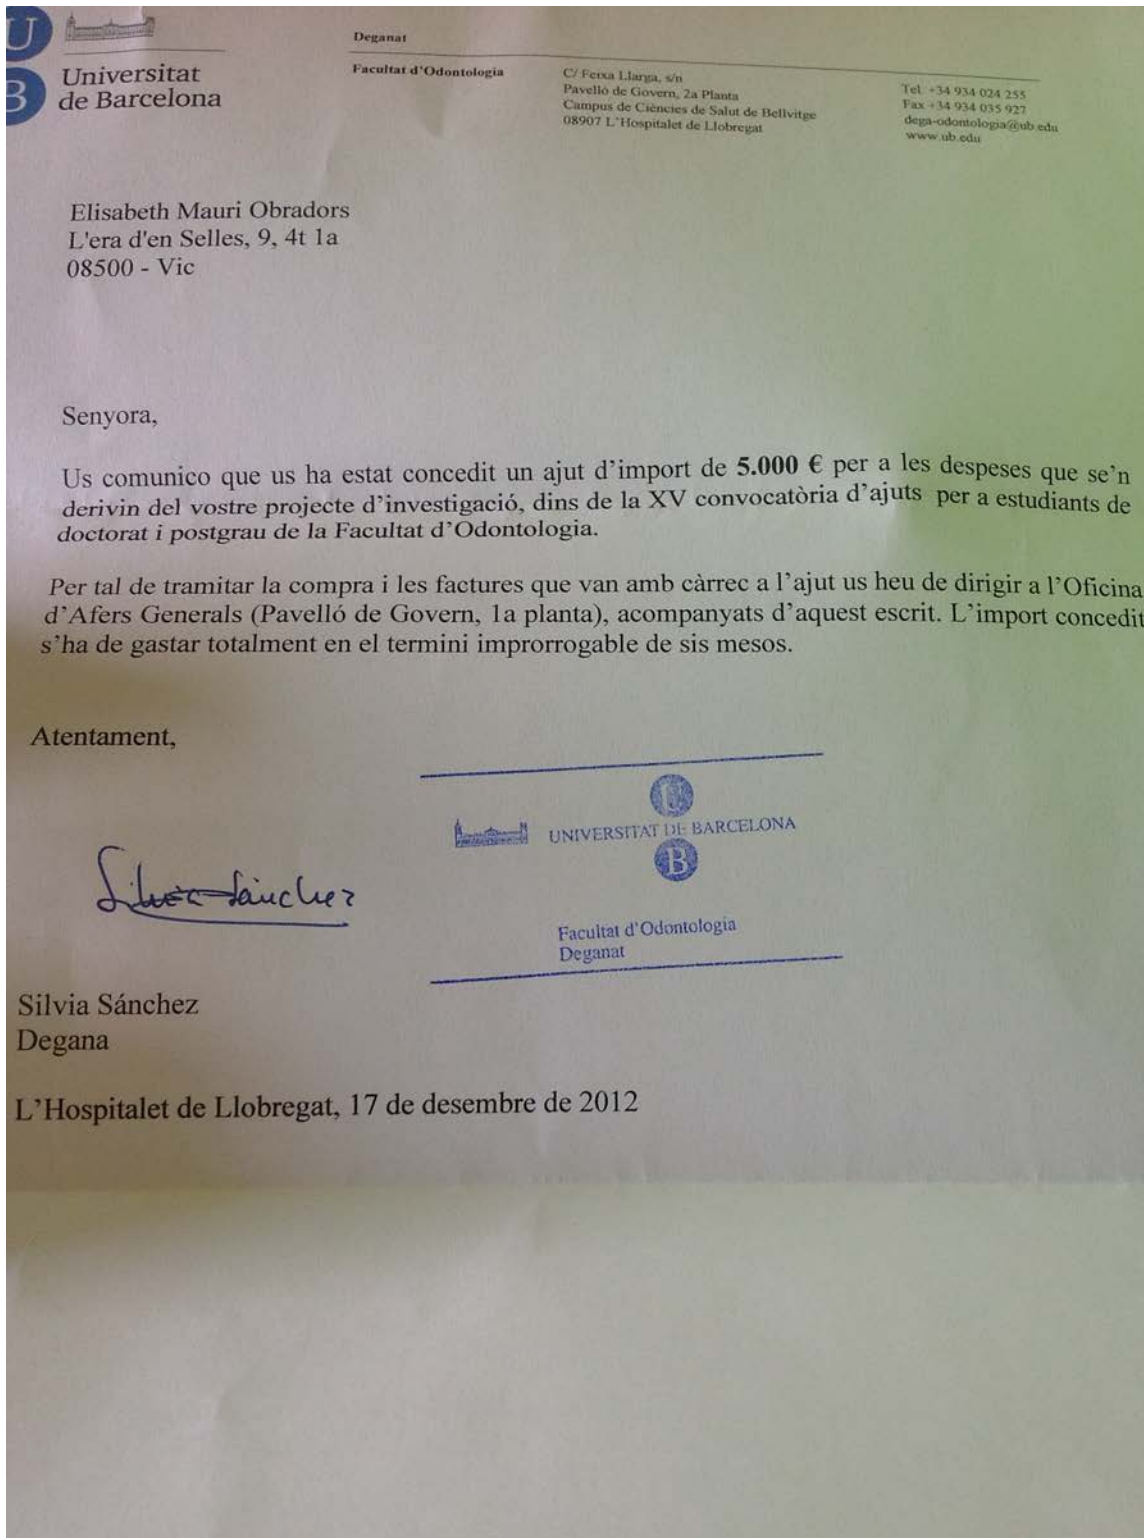 U
B
Universitat
de Barcelona
Deganat
Facultat d'Odontologia
C/ Feixa Llarga, s/n
Pavelló de Govern, 2a Planta
Campus de Ciències de Salut de Bellvitge
08907 L'Hospitalet de Llobregat
Tel. +34 934 024 255
Fax +34 934 035 927
dega-odontologia@ub.edu
www.ub.edu
Elisabeth Mauri Obradors
L'era d'en Selles, 9, 4t 1a
08500 - Vic
Senyora,
Us comunico que us ha estat concedit un ajut d'import de 5.000 € per a les despeses que se'n
derivin del vostre projecte d'investigació, dins de la XV convocatòria d'ajuts per a estudiants de
doctorat i postgrau de la Facultat d'Odontologia.
Per tal de tramitar la compra i les factures que van amb càrrec a l'ajut us heu de dirigir a l'Oficina
d'Afers Generals (Pavelló de Govern, 1a planta), acompanyats d'aquest escrit. L'import concedit
s'ha de gastar totalment en el termini improrrogable de sis mesos.
Atentament,
U
UNIVERSITAT DE BARCELONA
B
Facultat d'Odontologia
Deganat
Silvia Sánchez
Silvia Sánchez
Degana
L'Hospitalet de Llobregat, 17 de desembre de 2012